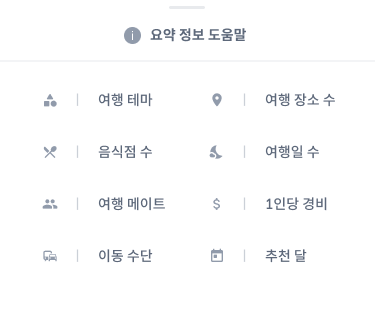 요약 정보 도움말
여행 테마
여행 장소 수
음식점 수
여행일 수
여행 메이트
1인당 경비
이동 수단
추천 달